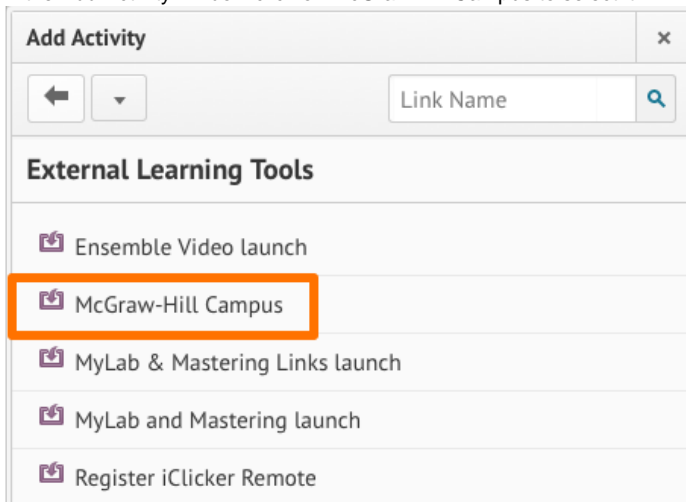 Add Activity
Link Name
External Learning Tools
Ensemble Video launch
McGraw-Hill Campus
MyLab & Mastering Links launch
MyLab and Mastering launch
Register iClicker Remote